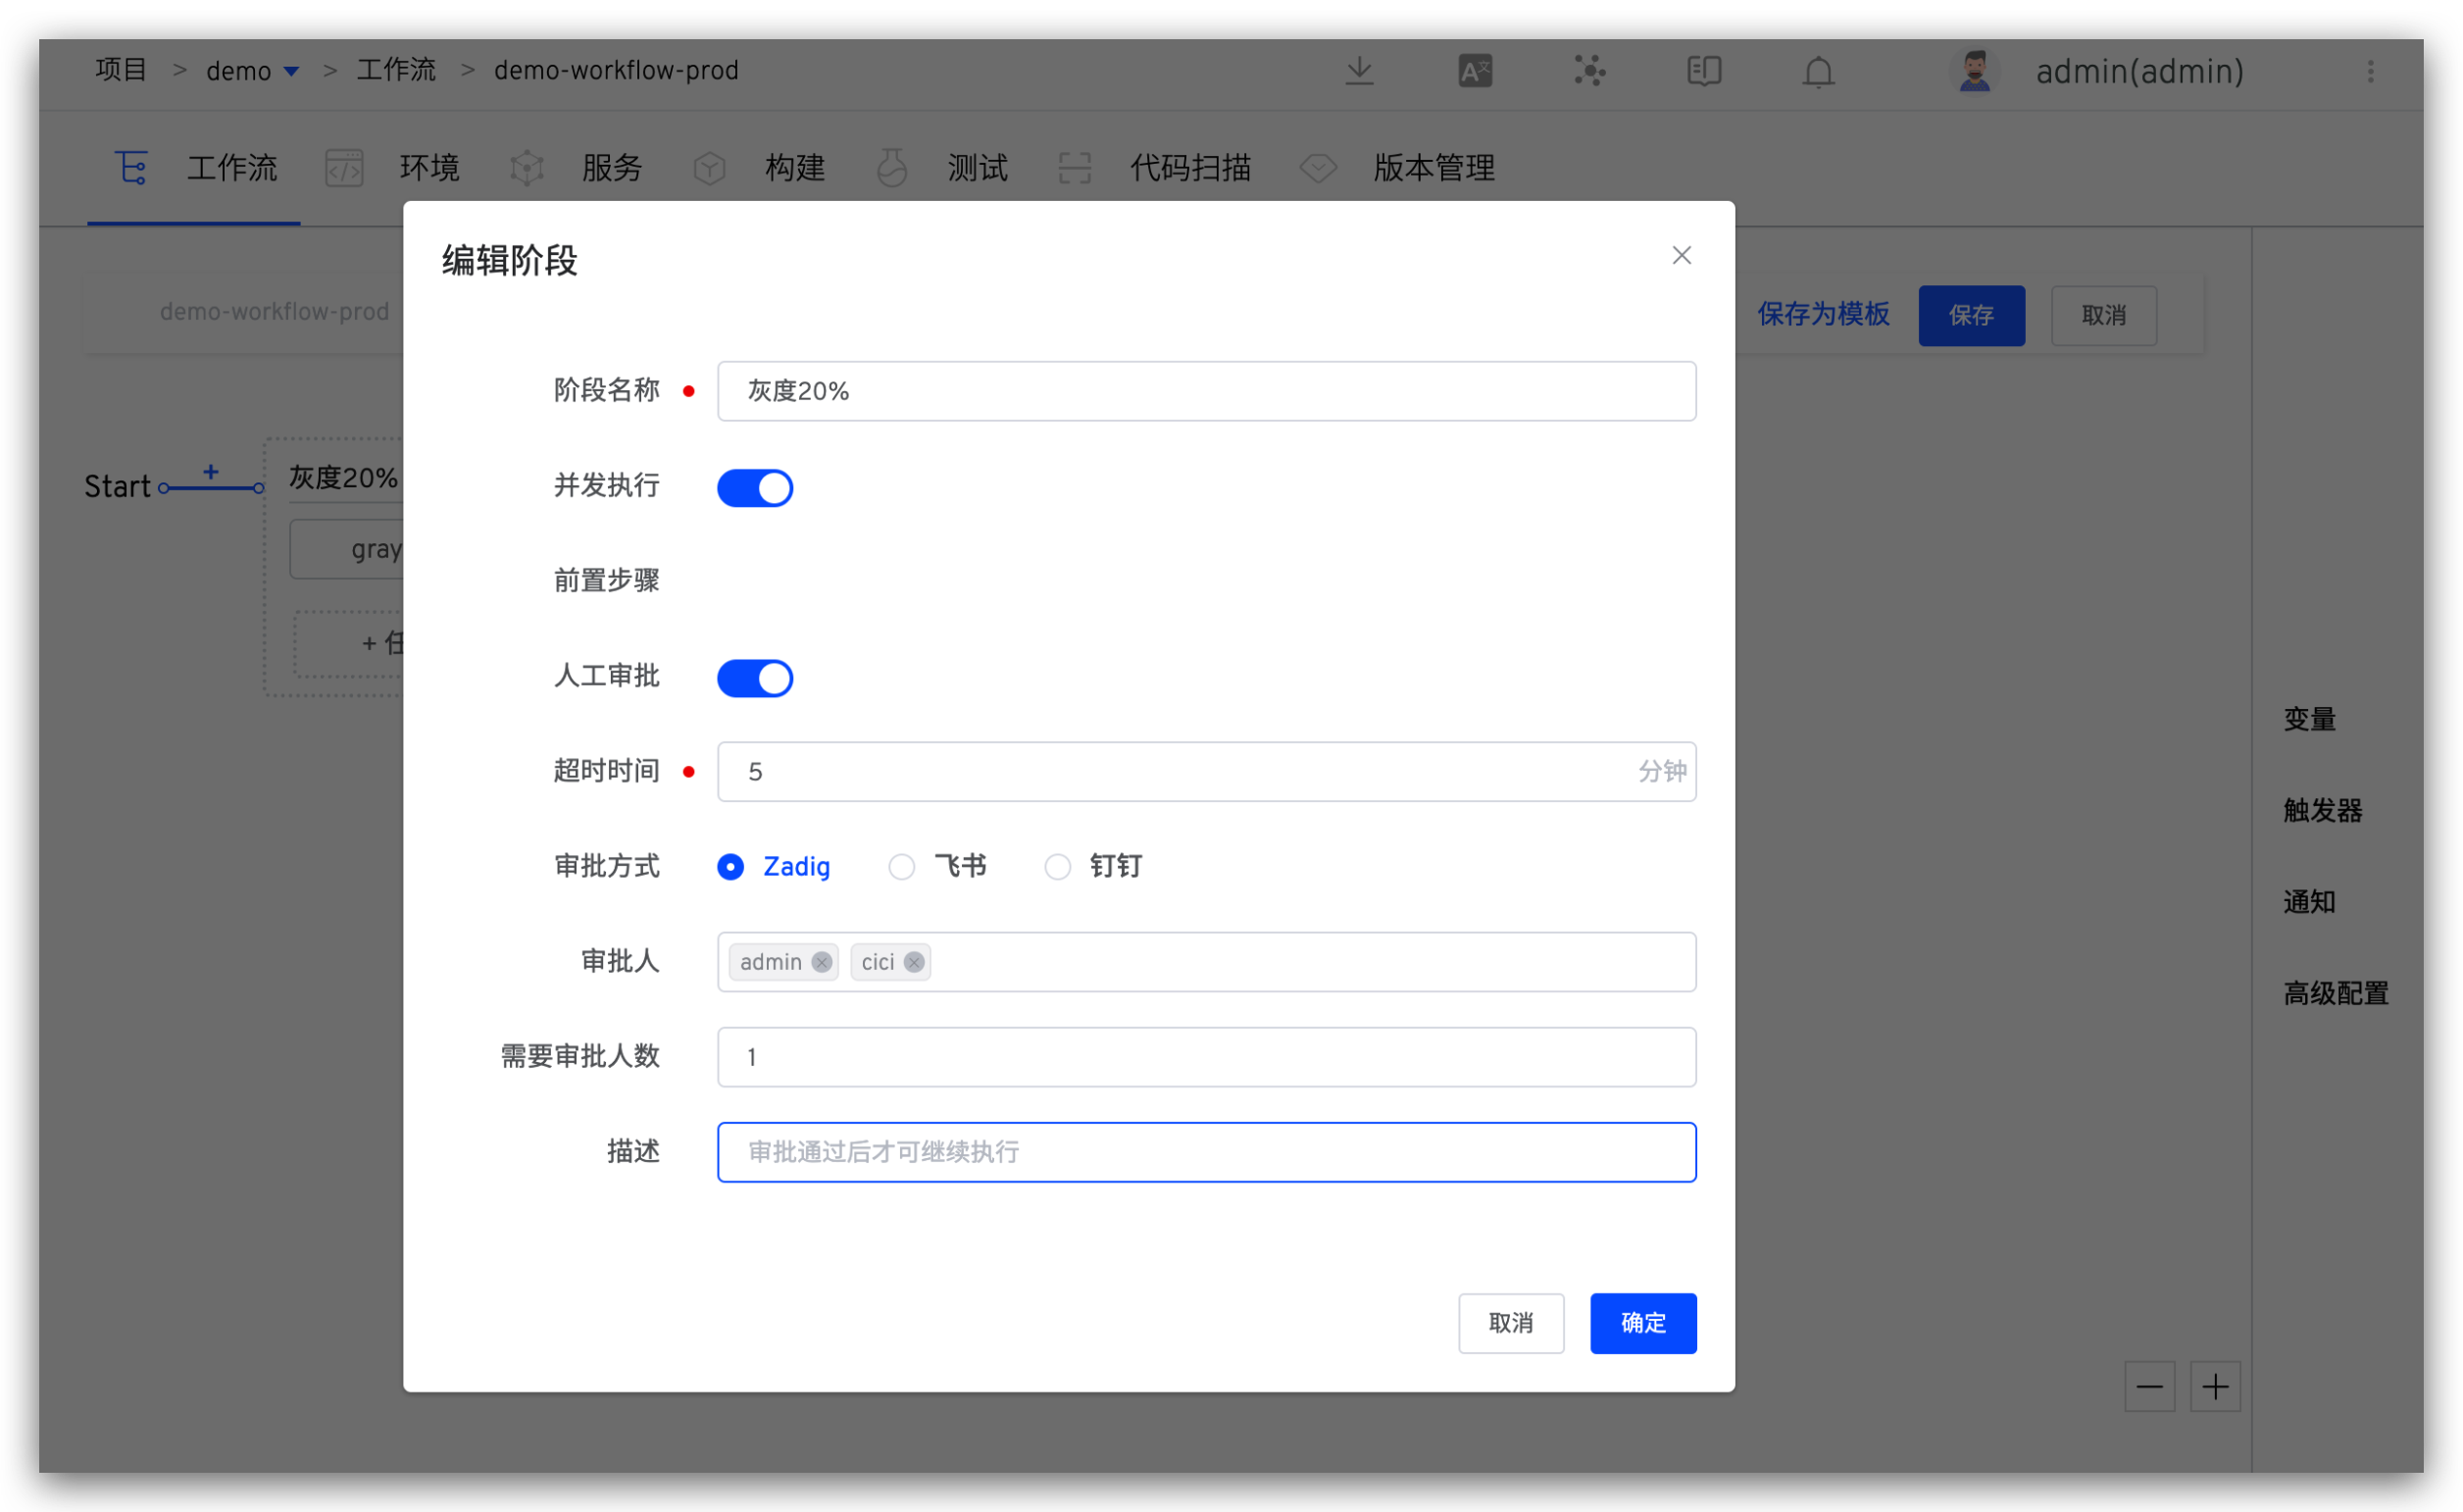 项目 > demo > 工作流 > demo-workflow-prod
admin(admin)
工作流 环境 服务 构建 测试 代码扫描 版本管理
demo-workflow-prod
保存为模板 保存 取消
Start
+
灰度20%
gray
+ 任
编辑阶段
阶段名称 灰度20%
并发执行
前置步骤
人工审批
超时时间 5 分钟
审批方式 Zadig 飞书 钉钉
审批人 admin cici
需要审批人数 1
描述 审批通过后才可继续执行
取消 确定
变量
触发器
通知
高级配置